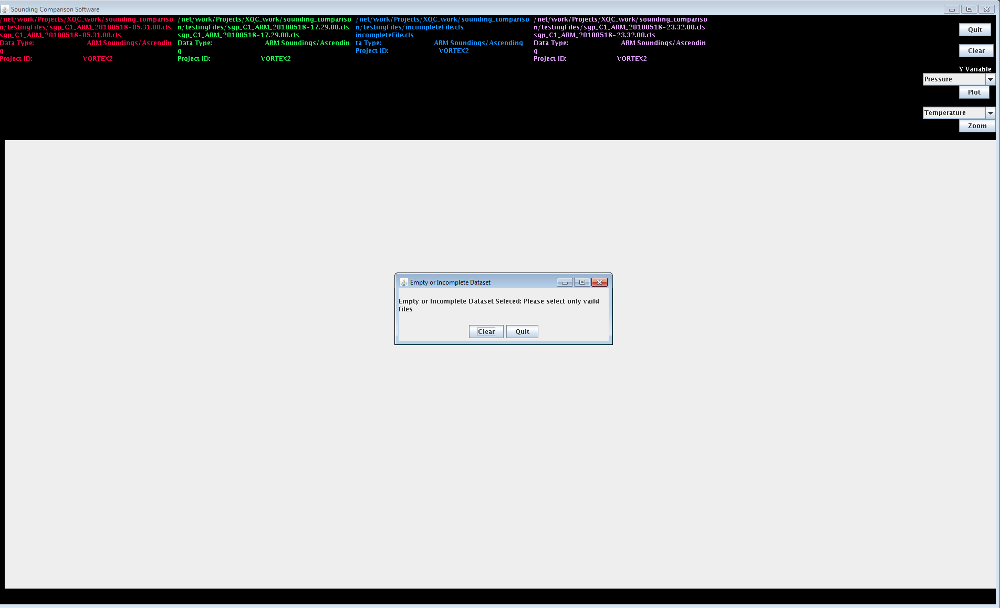 Sounding Comparison Software
/net/work/Projects/XQC_work/sounding_compariso
n/testingFiles/sgp_C1_ARM_20100518-05.31.00.cls
sgp_C1_ARM_20100518-05.31.00.cls
Data Type: ARM Soundings/Ascendin
g
Project ID: VORTEX2
/net/work/Projects/XQC_work/sounding_compariso
n/testingFiles/sgp_C1_ARM_20100518-17.29.00.cls
sgp_C1_ARM_20100518-17.29.00.cls
Data Type: ARM Soundings/Ascendin
g
Project ID: VORTEX2
/net/work/Projects/XQC_work/sounding_compariso
n/testingFiles/incompleteFile.cls
incompleteFile.cls
ta Type: ARM Soundings/Ascending
Project ID: VORTEX2
/net/work/Projects/XQC_work/sounding_compariso
n/testingFiles/sgp_C1_ARM_20100518-23.32.00.cls
sgp_C1_ARM_20100518-23.32.00.cls
Data Type: ARM Soundings/Ascendin
g
Project ID: VORTEX2
Quit
Clear
Y Variable
Pressure
Plot
Temperature
Zoom
Empty or Incomplete Dataset
Empty or Incomplete Dataset Seleced: Please select only vaild
files
Clear Quit